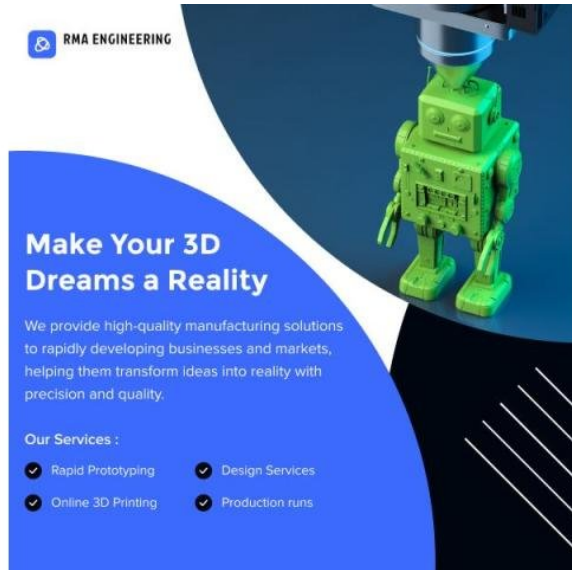 RMA ENGINEERING
Make Your 3D
Dreams a Reality
We provide high-quality manufacturing solutions
to rapidly developing businesses and markets,
helping them transform ideas into reality with
precision and quality.
Our Services :
Rapid Prototyping
Design Services
Online 3D Printing
Production runs